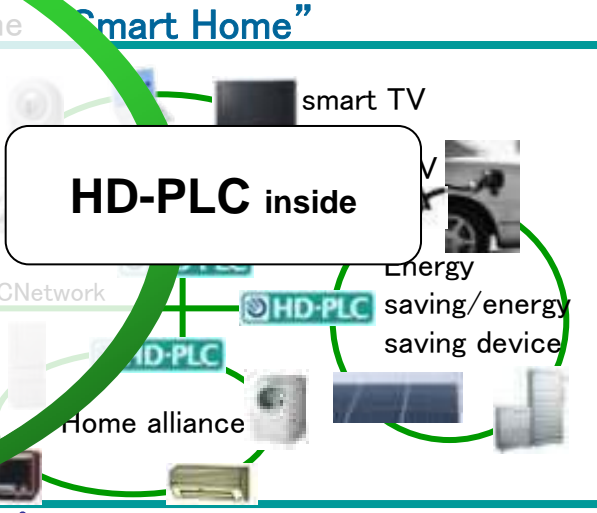 Smart Home”
smart TV
HD-PLC inside
V
Energy
CNetwork
HD-PLC
saving/energy
saving device
HD-PLC
Home alliance